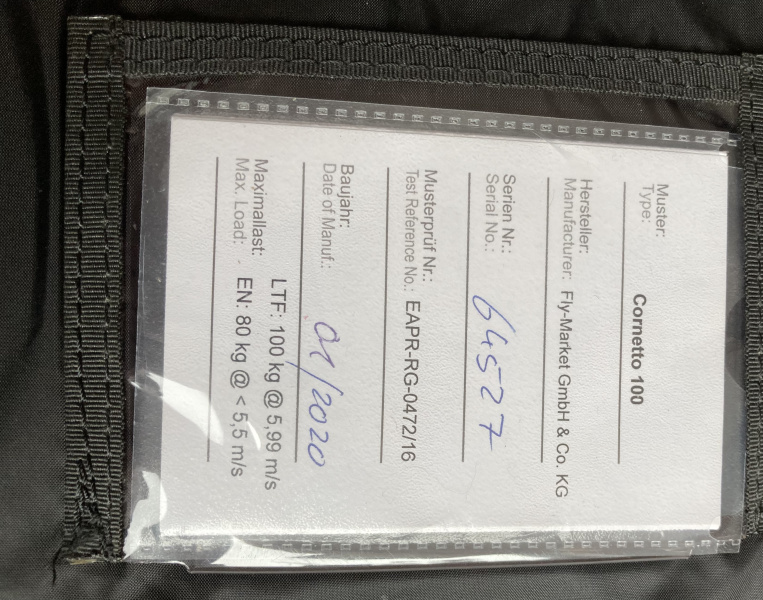 Muster:
Type: Cornetto 100
Hersteller:
Manufacturer: Fly-Market GmbH & Co. KG
Serien Nr.:
Serial No.: 64527
Musterprüf Nr.:
Test Reference No.: EAPR-RG-0472/16
Baujahr:
Date of Manuf.: 01/2020
Maximallast: LTF: 100 kg @ 5,99 m/s
Max. Load: EN: 80 kg @ < 5,5 m/s